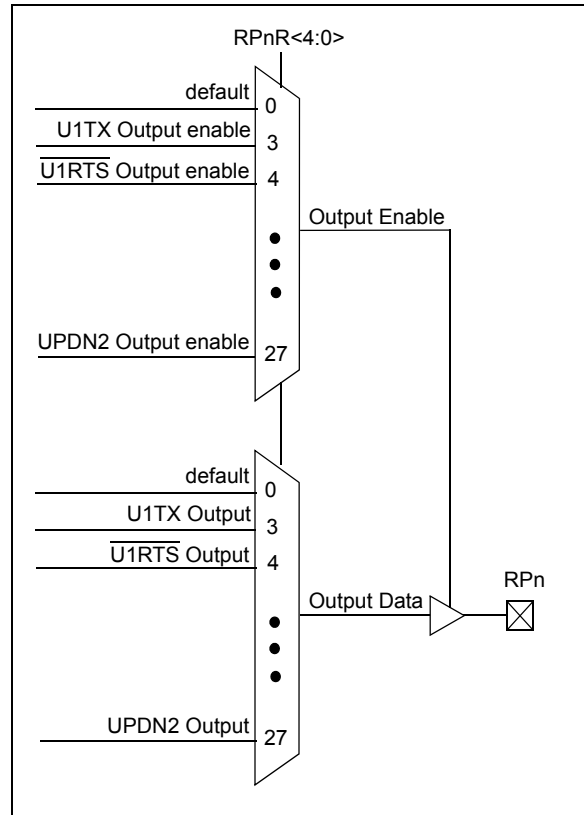 RPnR<4:0>
default
0
U1TX Output enable
3
U1RTS Output enable
4
Output Enable
UPDN2 Output enable
27
default
0
U1TX Output
3
U1RTS Output
4
RPn
Output Data
UPDN2 Output
27